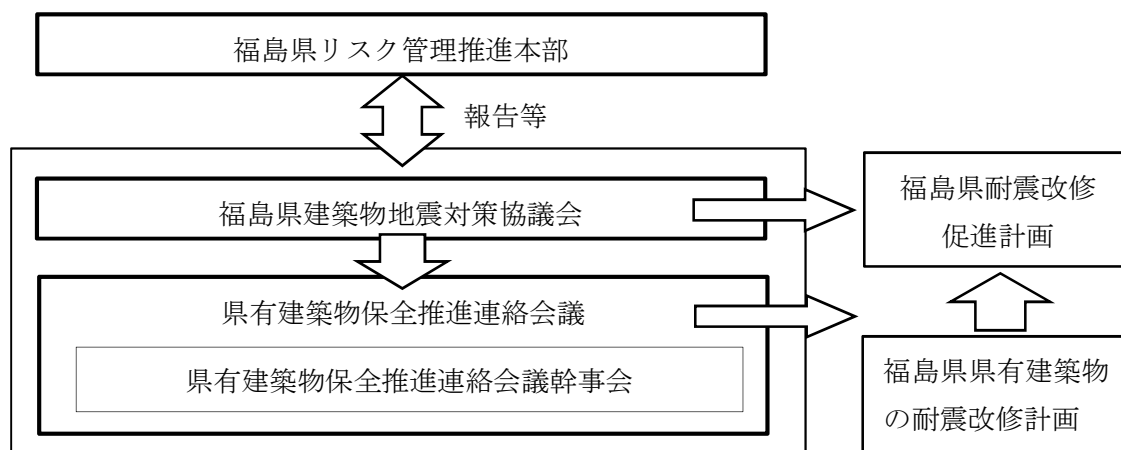 福島県リスク管理推進本部
報告等
福島県建築物地震対策協議会
福島県耐震改修
促進計画
県有建築物保全推進連絡会議
県有建築物保全推進連絡会議幹事会
福島県県有建築物
の耐震改修計画